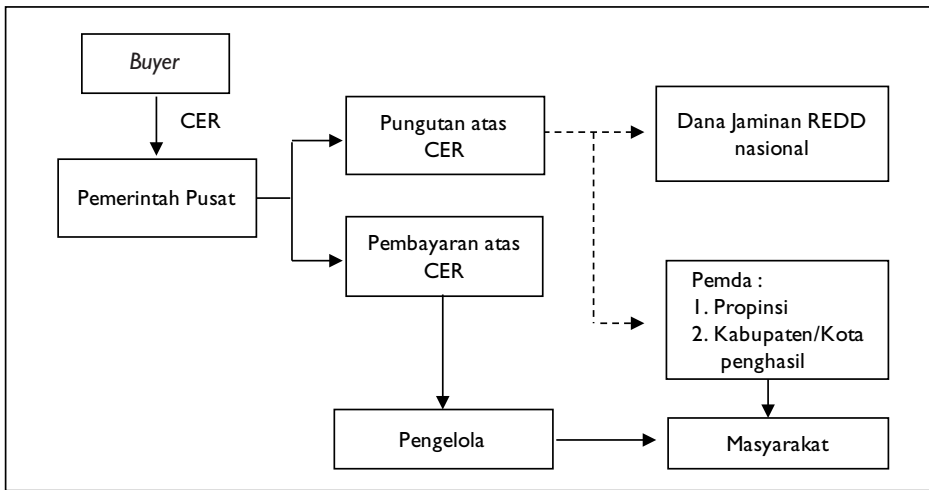 Buyer
CER
Pemerintah Pusat
Pungutan atas
CER
Pembayaran atas
CER
Dana Jaminan REDD
nasional
Pemda :
1. Propinsi
2. Kabupaten/Kota
penghasil
Pengelola
Masyarakat